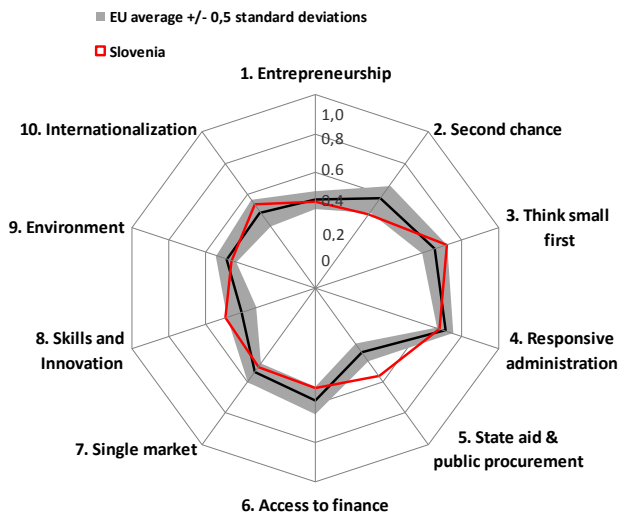 EU average +/- 0,5 standard deviations
Slovenia
1. Entrepreneurship
10. Internationalization
2. Second chance
1,0
0,8
0,6
0,4
0,2
0
9. Environment
3. Think small
first
8. Skills and
Innovation
4. Responsive
administration
7. Single market
5. State aid &
public procurement
6. Access to finance